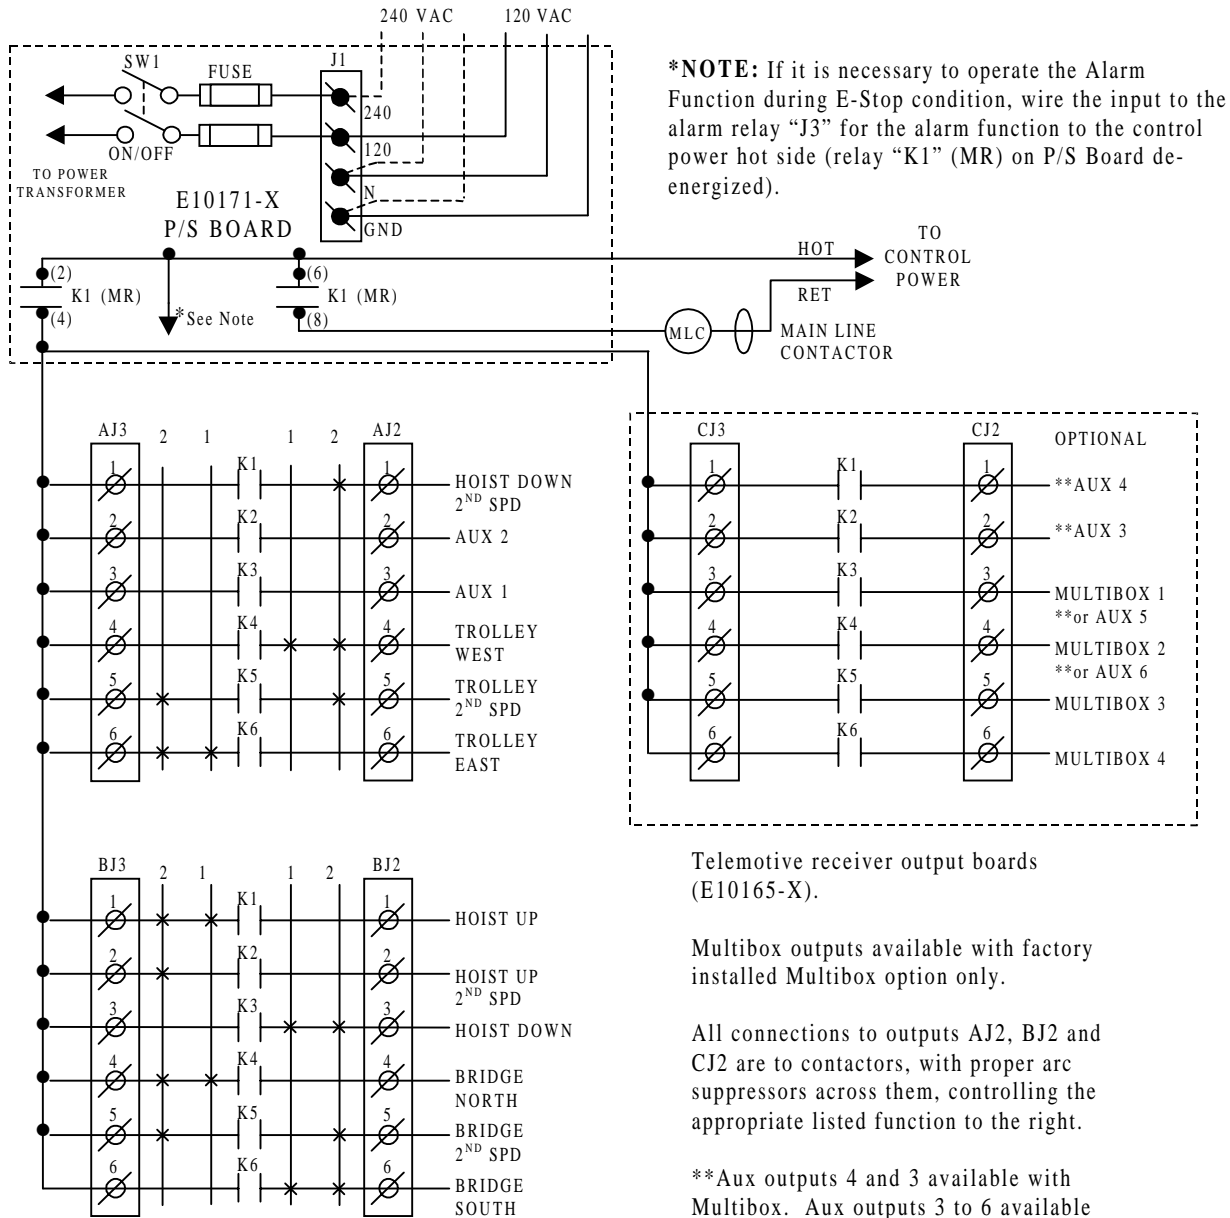 240 VAC 120 VAC
SW1 FUSE J1
240
120
N
GND
ON/OFF
TO POWER
TRANSFORMER
E10171-X
P/S BOARD
*NOTE: If it is necessary to operate the Alarm
Function during E-Stop condition, wire the input to the
alarm relay “J3” for the alarm function to the control
power hot side (relay “K1” (MR) on P/S Board de-
energized).
HOT
TO
CONTROL
POWER
RET
(2)
K1 (MR)
(4)
*See Note
(6)
K1 (MR)
(8)
MLC
MAIN LINE
CONTACTOR
AJ3 2 1 1 2 AJ2
1 K1 1 HOIST DOWN
2ND SPD
2 K2 2 AUX 2
3 K3 3 AUX 1
4 K4 4 TROLLEY
WEST
5 K5 5 TROLLEY
2ND SPD
6 K6 6 TROLLEY
EAST
CJ3 CJ2 OPTIONAL
1 K1 1 **AUX 4
2 K2 2 **AUX 3
3 K3 3 MULTIBOX 1
**or AUX 5
4 K4 4 MULTIBOX 2
**or AUX 6
5 K5 5 MULTIBOX 3
6 K6 6 MULTIBOX 4
BJ3 2 1 1 2 BJ2
1 K1 1 HOIST UP
2 K2 2 HOIST UP
2ND SPD
3 K3 3 HOIST DOWN
4 K4 4 BRIDGE
NORTH
5 K5 5 BRIDGE
2ND SPD
6 K6 6 BRIDGE
SOUTH
Telemotive receiver output boards
(E10165-X).
Multibox outputs available with factory
installed Multibox option only.
All connections to outputs AJ2, BJ2 and
CJ2 are to contactors, with proper arc
suppressors across them, controlling the
appropriate listed function to the right.
**Aux outputs 4 and 3 available with
Multibox. Aux outputs 3 to 6 available